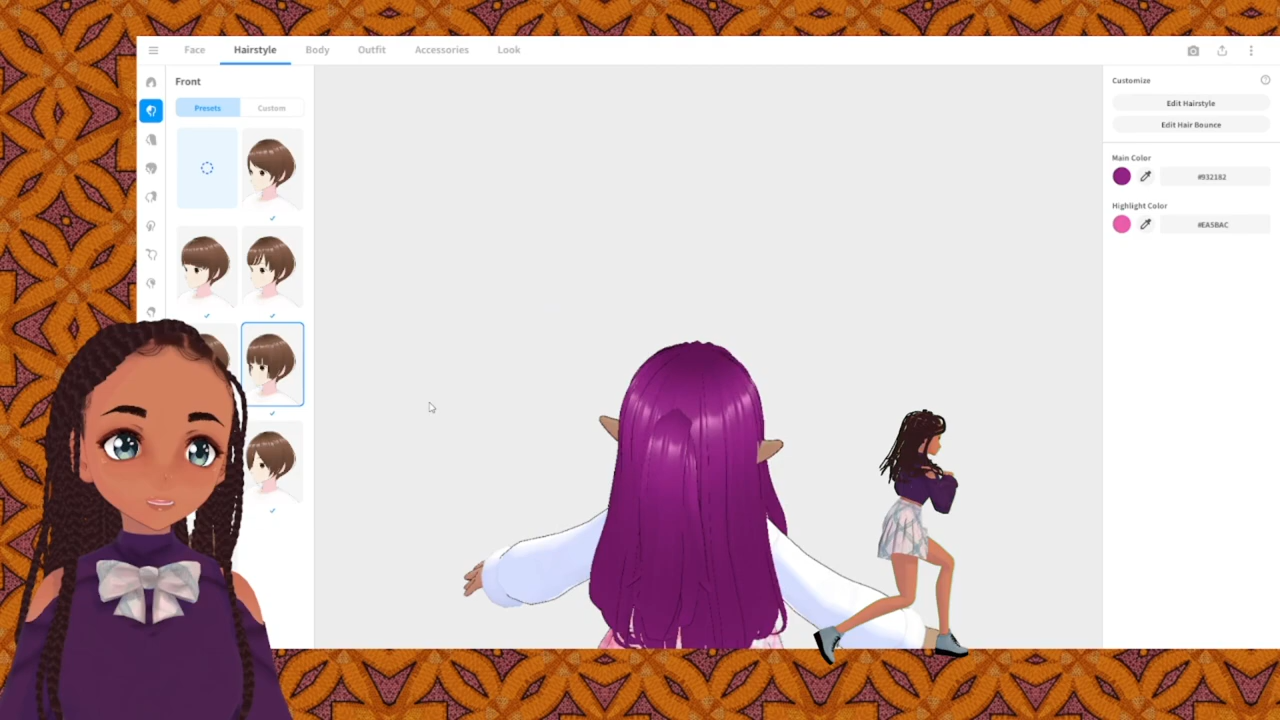 Face Hairstyle Body Outfit Accessories Look
Front
Presets Custom
Customize
Edit Hairstyle
Edit Hair Bounce
Main Color
#932182
Highlight Color
#EA5BAC